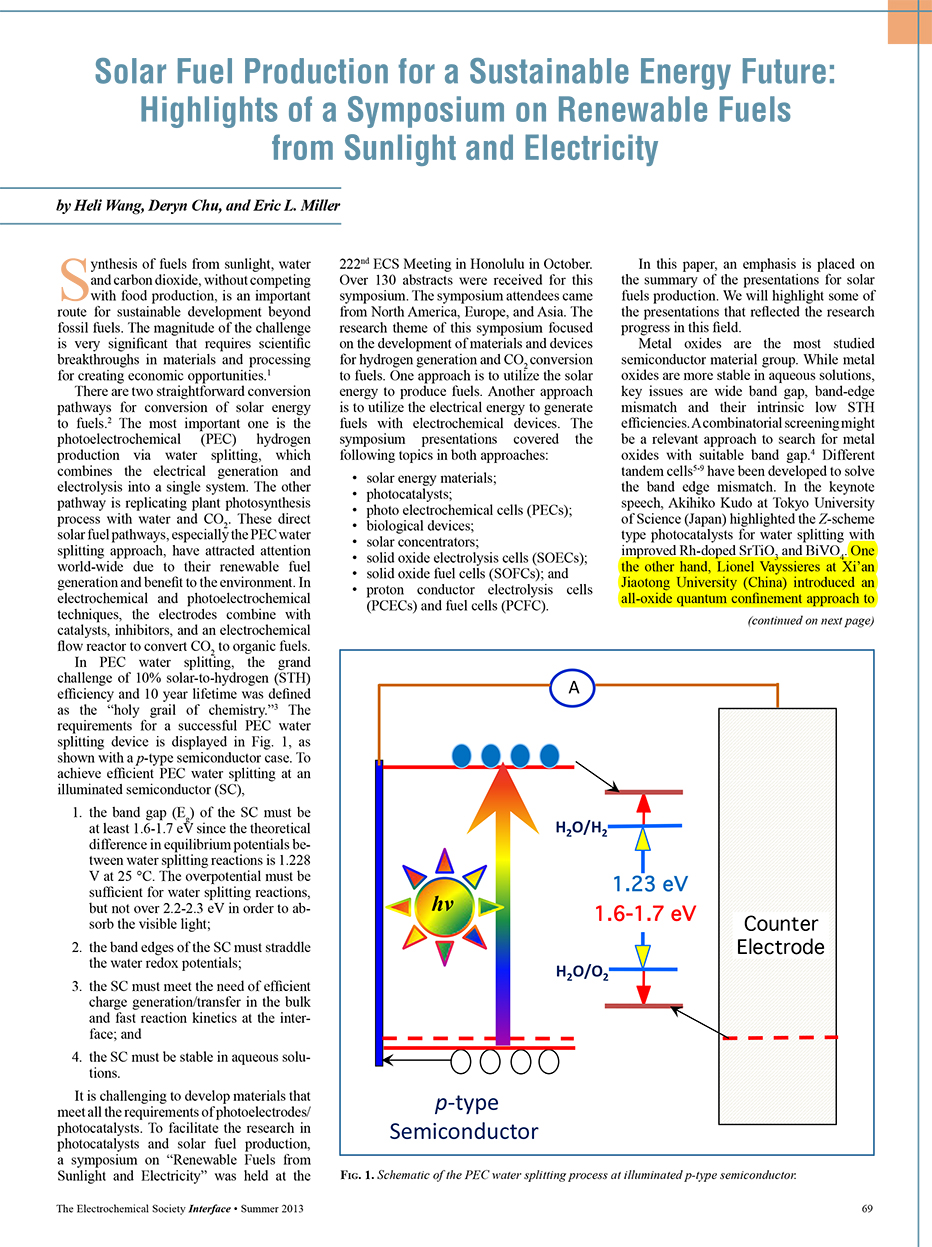 Solar Fuel Production for a Sustainable Energy Future:
Highlights of a Symposium on Renewable Fuels
from Sunlight and Electricity
by Heli Wang, Deryn Chu, and Eric L. Miller
Synthesis of fuels from sunlight, water
and carbon dioxide, without competing
with food production, is an important
route for sustainable development beyond
fossil fuels. The magnitude of the challenge
is very significant that requires scientific
breakthroughs in materials and processing
for creating economic opportunities.¹
There are two straightforward conversion
pathways for conversion of solar energy
to fuels.² The most important one is the
photoelectrochemical (PEC) hydrogen
production via water splitting, which
combines the electrical generation and
electrolysis into a single system. The other
pathway is replicating plant photosynthesis
process with water and CO₂. These direct
solar fuel pathways, especially the PEC water
splitting approach, have attracted attention
world-wide due to their renewable fuel
generation and benefit to the environment. In
electrochemical and photoelectrochemical
techniques, the electrodes combine with
catalysts, inhibitors, and an electrochemical
flow reactor to convert CO₂ to organic fuels.
In PEC water splitting, the grand
challenge of 10% solar-to-hydrogen (STH)
efficiency and 10 year lifetime was defined
as the “holy grail of chemistry.”³ The
requirements for a successful PEC water
splitting device is displayed in Fig. 1, as
shown with a p-type semiconductor case. To
achieve efficient PEC water splitting at an
illuminated semiconductor (SC),
1. the band gap (Eg) of the SC must be
at least 1.6-1.7 eV since the theoretical
difference in equilibrium potentials be-
tween water splitting reactions is 1.228
V at 25 °C. The overpotential must be
sufficient for water splitting reactions,
but not over 2.2-2.3 eV in order to ab-
sorb the visible light;
2. the band edges of the SC must straddle
the water redox potentials;
3. the SC must meet the need of efficient
charge generation/transfer in the bulk
and fast reaction kinetics at the inter-
face; and
4. the SC must be stable in aqueous solu-
tions.
It is challenging to develop materials that
meet all the requirements of photoelectrodes/
photocatalysts. To facilitate the research in
photocatalysts and solar fuel production,
a symposium on “Renewable Fuels from
Sunlight and Electricity” was held at the
222nd ECS Meeting in Honolulu in October.
Over 130 abstracts were received for this
symposium. The symposium attendees came
from North America, Europe, and Asia. The
research theme of this symposium focused
on the development of materials and devices
for hydrogen generation and CO₂ conversion
to fuels. One approach is to utilize the solar
energy to produce fuels. Another approach
is to utilize the electrical energy to generate
fuels with electrochemical devices. The
symposium presentations covered the
following topics in both approaches:
• solar energy materials;
• photocatalysts;
• photo electrochemical cells (PECs);
• biological devices;
• solar concentrators;
• solid oxide electrolysis cells (SOECs);
• solid oxide fuel cells (SOFCs); and
• proton conductor electrolysis cells
(PCECs) and fuel cells (PCFC).
In this paper, an emphasis is placed on
the summary of the presentations for solar
fuels production. We will highlight some of
the presentations that reflected the research
progress in this field.
Metal oxides are the most studied
semiconductor material group. While metal
oxides are more stable in aqueous solutions,
key issues are wide band gap, band-edge
mismatch and their intrinsic low STH
efficiencies. A combinatorial screening might
be a relevant approach to search for metal
oxides with suitable band gap.⁴ Different
tandem cells⁵⁻⁹ have been developed to solve
the band edge mismatch. In the keynote
speech, Akihiko Kudo at Tokyo University
of Science (Japan) highlighted the Z-scheme
type photocatalysts for water splitting with
improved Rh-doped SrTiO₃ and BiVO₄. One
the other hand, Lionel Vayssieres at Xi’an
Jiaotong University (China) introduced an
all-oxide quantum confinement approach to
(continued on next page)
A
H₂O/H₂
1.23 eV
1.6-1.7 eV
hν
Counter
Electrode
H₂O/O₂
p-type
Semiconductor
FIG. 1. Schematic of the PEC water splitting process at illuminated p-type semiconductor.
The Electrochemical Society Interface • Summer 2013
69